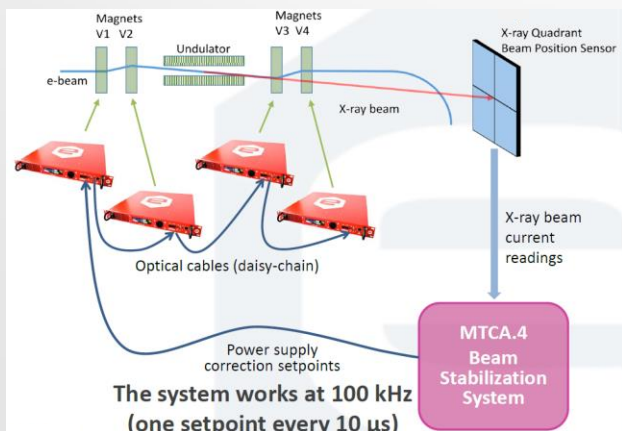 Magnets
V1 V2
Undulator
Magnets
V3 V4
X-ray Quadrant
Beam Position Sensor
e-beam
X-ray beam
X-ray beam
current
readings
Optical cables (daisy-chain)
Power supply
correction setpoints
MTCA.4
Beam
Stabilization
System
The system works at 100 kHz
(one setpoint every 10 µs)